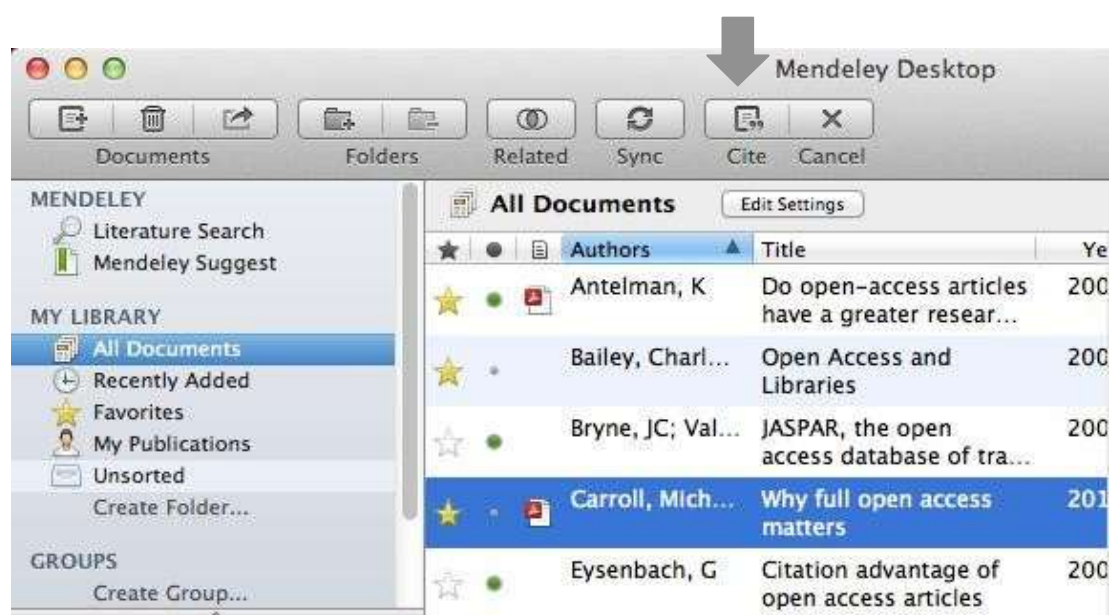 Mendeley Desktop
Documents Folders Related Sync Cite Cancel
MENDELEY
Literature Search
Mendeley Suggest
MY LIBRARY
All Documents
Recently Added
Favorites
My Publications
Unsorted
Create Folder...
GROUPS
Create Group...
All Documents Edit Settings
Authors Title Ye
Antelman, K Do open-access articles 200
have a greater resear...
Bailey, Charl... Open Access and 200
Libraries
Bryne, JC; Val... JASPAR, the open 200
access database of tra...
Carroll, Mich... Why full open access 201
matters
Eysenbach, G Citation advantage of 200
open access articles